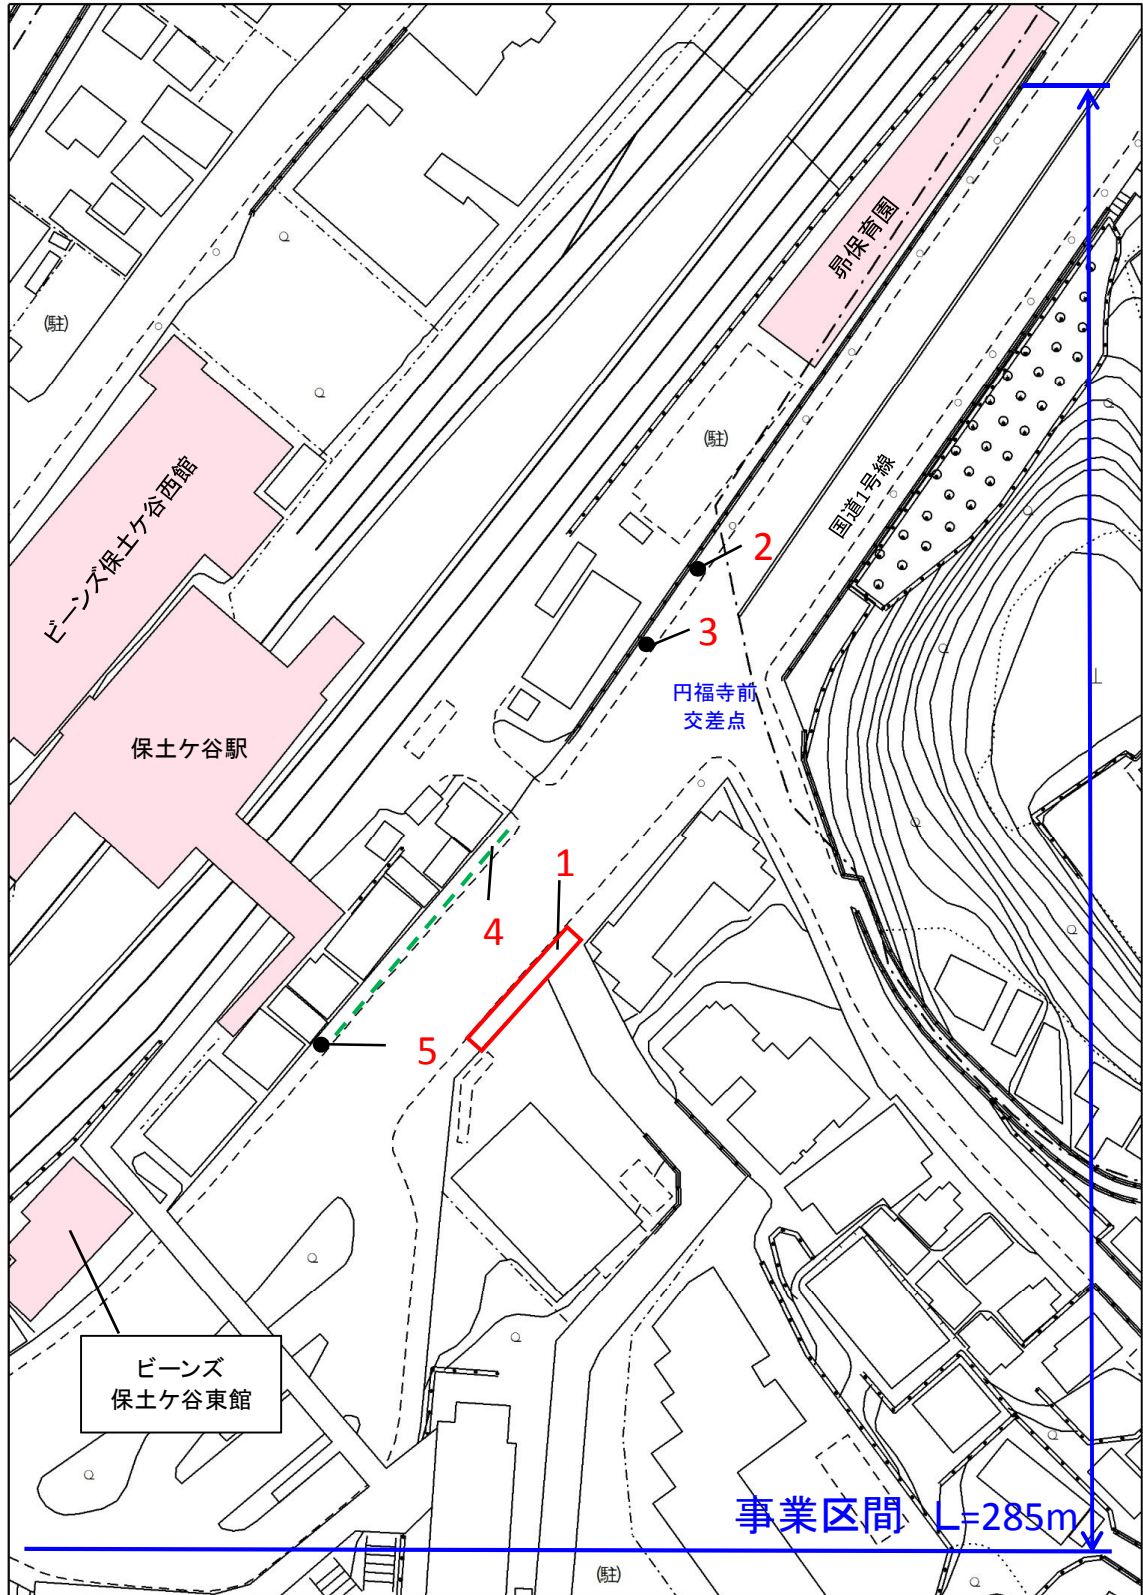 昴保育園
(駐)
(駐)
国道1号線
ビーンズ保土ケ谷西館
2
3
円福寺前
交差点
保土ケ谷駅
1
4
5
ビーンズ
保土ケ谷東館
事業区間 L=285m
(駐)